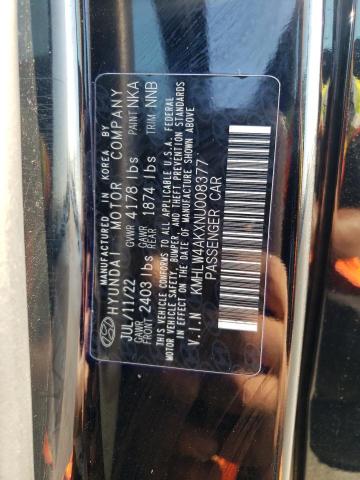 MANUFACTURED IN KOREA BY
HYUNDAI MOTOR COMPANY
JUL/11/22 GVWR 4178 lbs PAINT NKA
GAWR FRONT 2403 lbs GAWR REAR 1874 lbs TRIM NNB
THIS VEHICLE CONFORMS TO ALL APPLICABLE U.S.A. FEDERAL
MOTOR VEHICLE SAFETY, BUMPER, AND THEFT PREVENTION STANDARDS
IN EFFECT ON THE DATE OF MANUFACTURE SHOWN ABOVE
V.I.N KMHLN4AKXNU008377
PASSENGER CAR